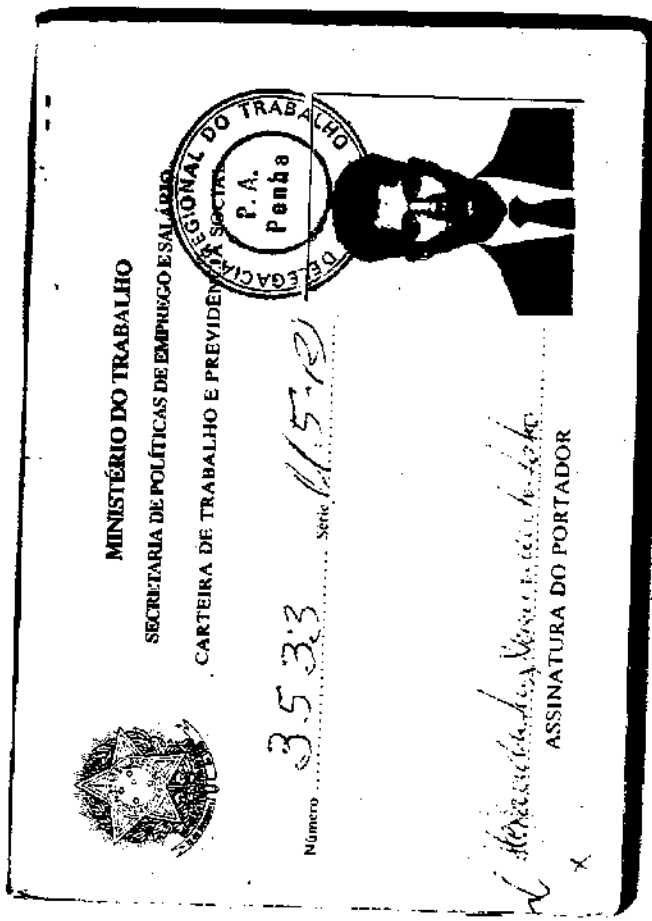 MINISTÉRIO DO TRABALHO
SECRETARIA DE POLÍTICAS DE EMPREGO E SALÁRIO
CARTEIRA DE TRABALHO E PREVIDÊNCIA SOCIAL
DELEGACIA REGIONAL DO TRABALHO
P. A.
Penha
Número 3533 Série
ASSINATURA DO PORTADOR